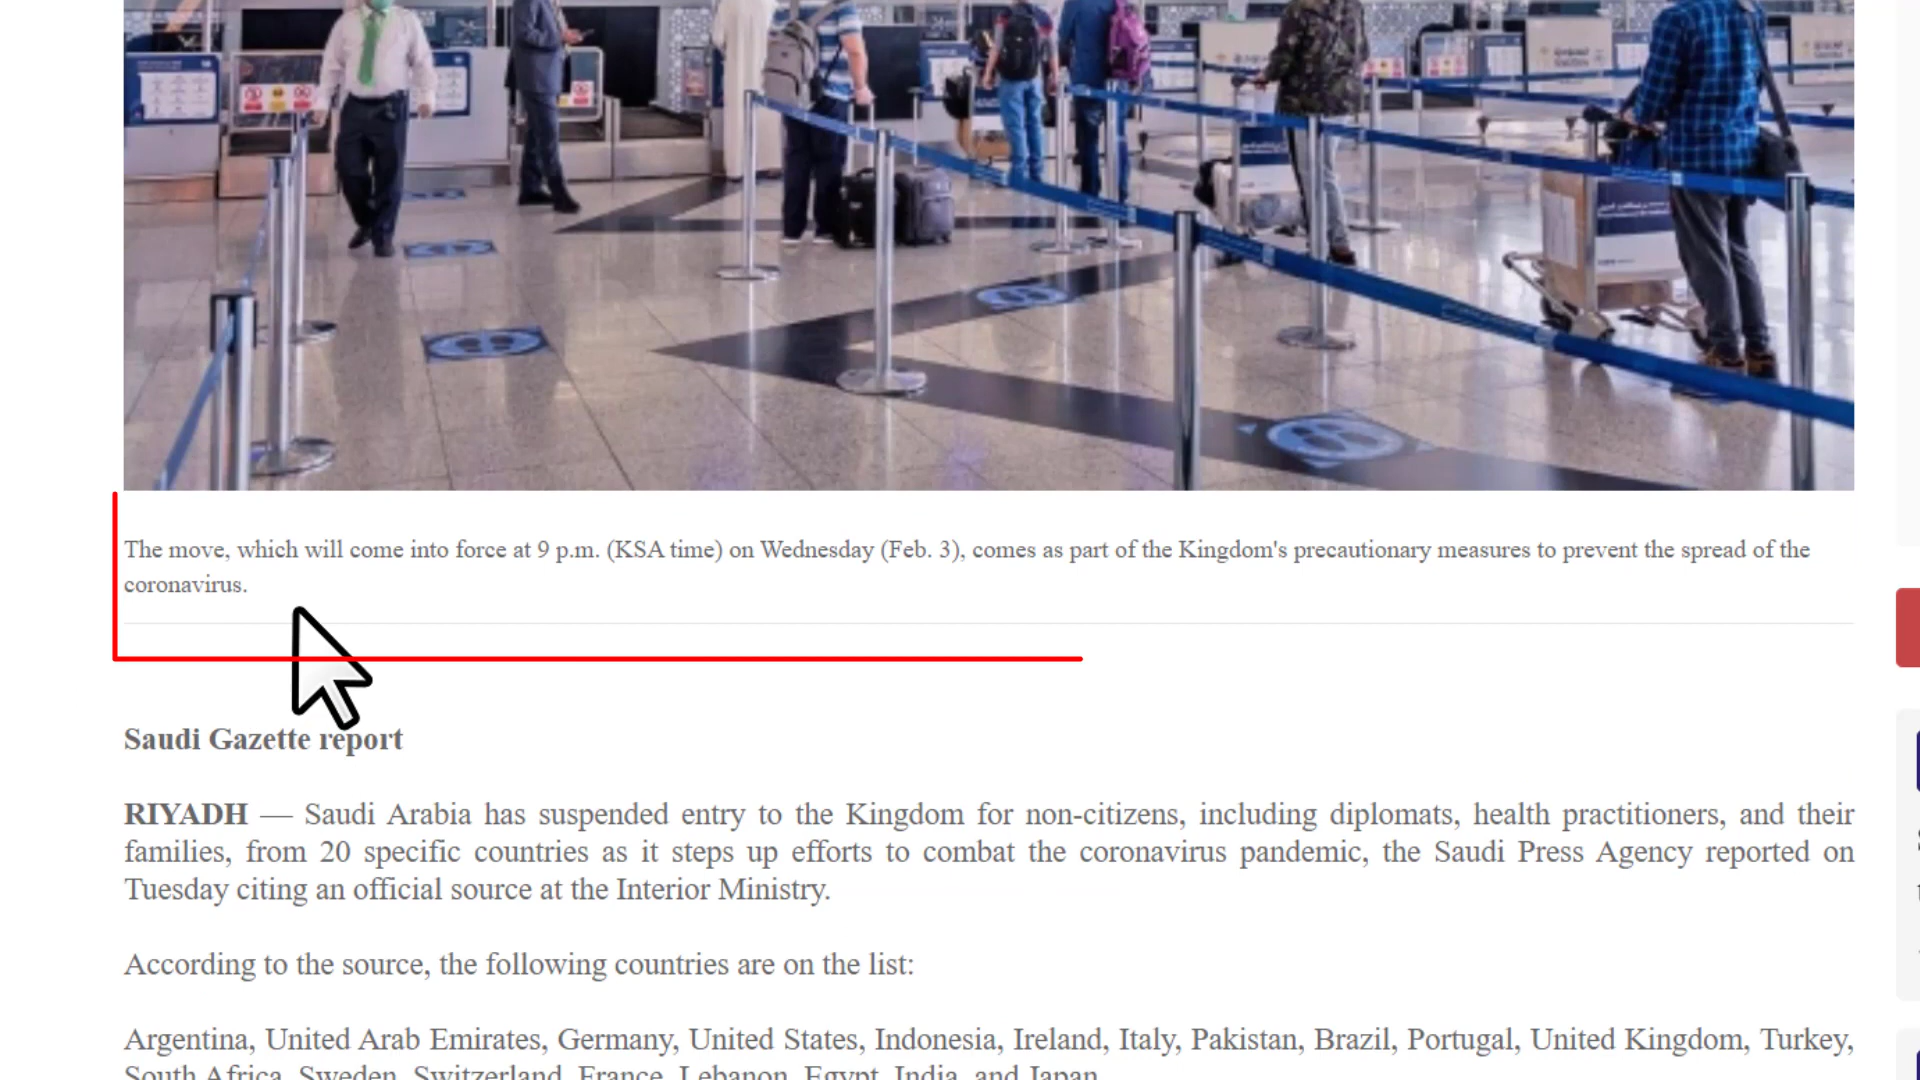 The move, which will come into force at 9 p.m. (KSA time) on Wednesday (Feb. 3), comes as part of the Kingdom's precautionary measures to prevent the spread of the
coronavirus.
Saudi Gazette report
RIYADH — Saudi Arabia has suspended entry to the Kingdom for non-citizens, including diplomats, health practitioners, and their
families, from 20 specific countries as it steps up efforts to combat the coronavirus pandemic, the Saudi Press Agency reported on
Tuesday citing an official source at the Interior Ministry.
According to the source, the following countries are on the list:
Argentina, United Arab Emirates, Germany, United States, Indonesia, Ireland, Italy, Pakistan, Brazil, Portugal, United Kingdom, Turkey,
South Africa, Sweden, Switzerland, France, Lebanon, Egypt, India, and Japan